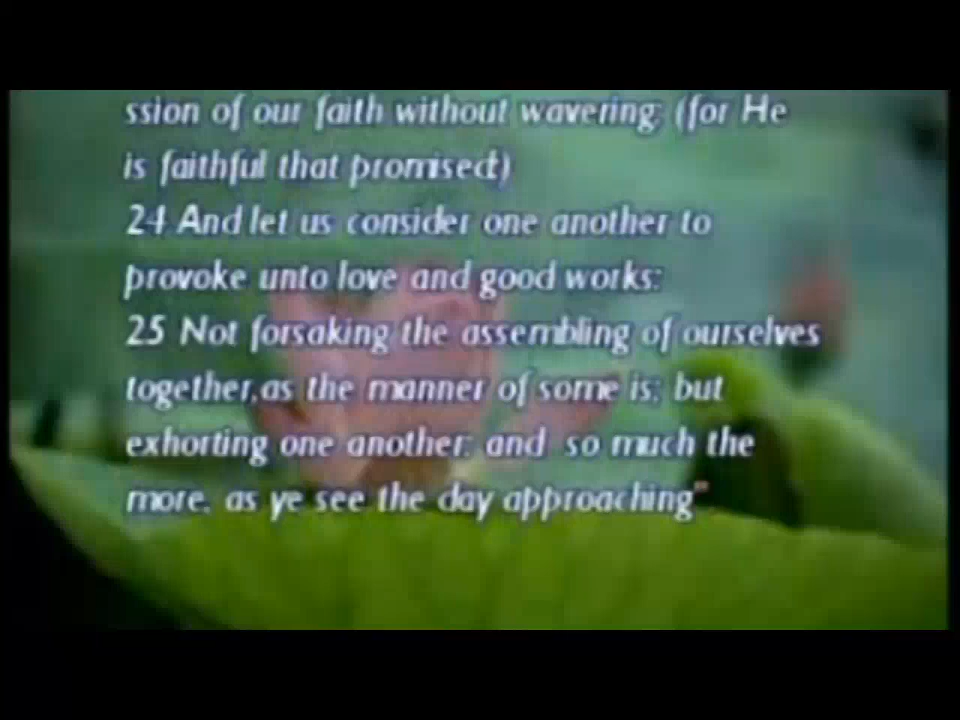 ssion of our faith without wavering; (for He
is faithful that promised;)
24 And let us consider one another to
provoke unto love and good works:
25 Not forsaking the assembling of ourselves
together,as the manner of some is; but
exhorting one another: and so much the
more, as ye see the day approaching"